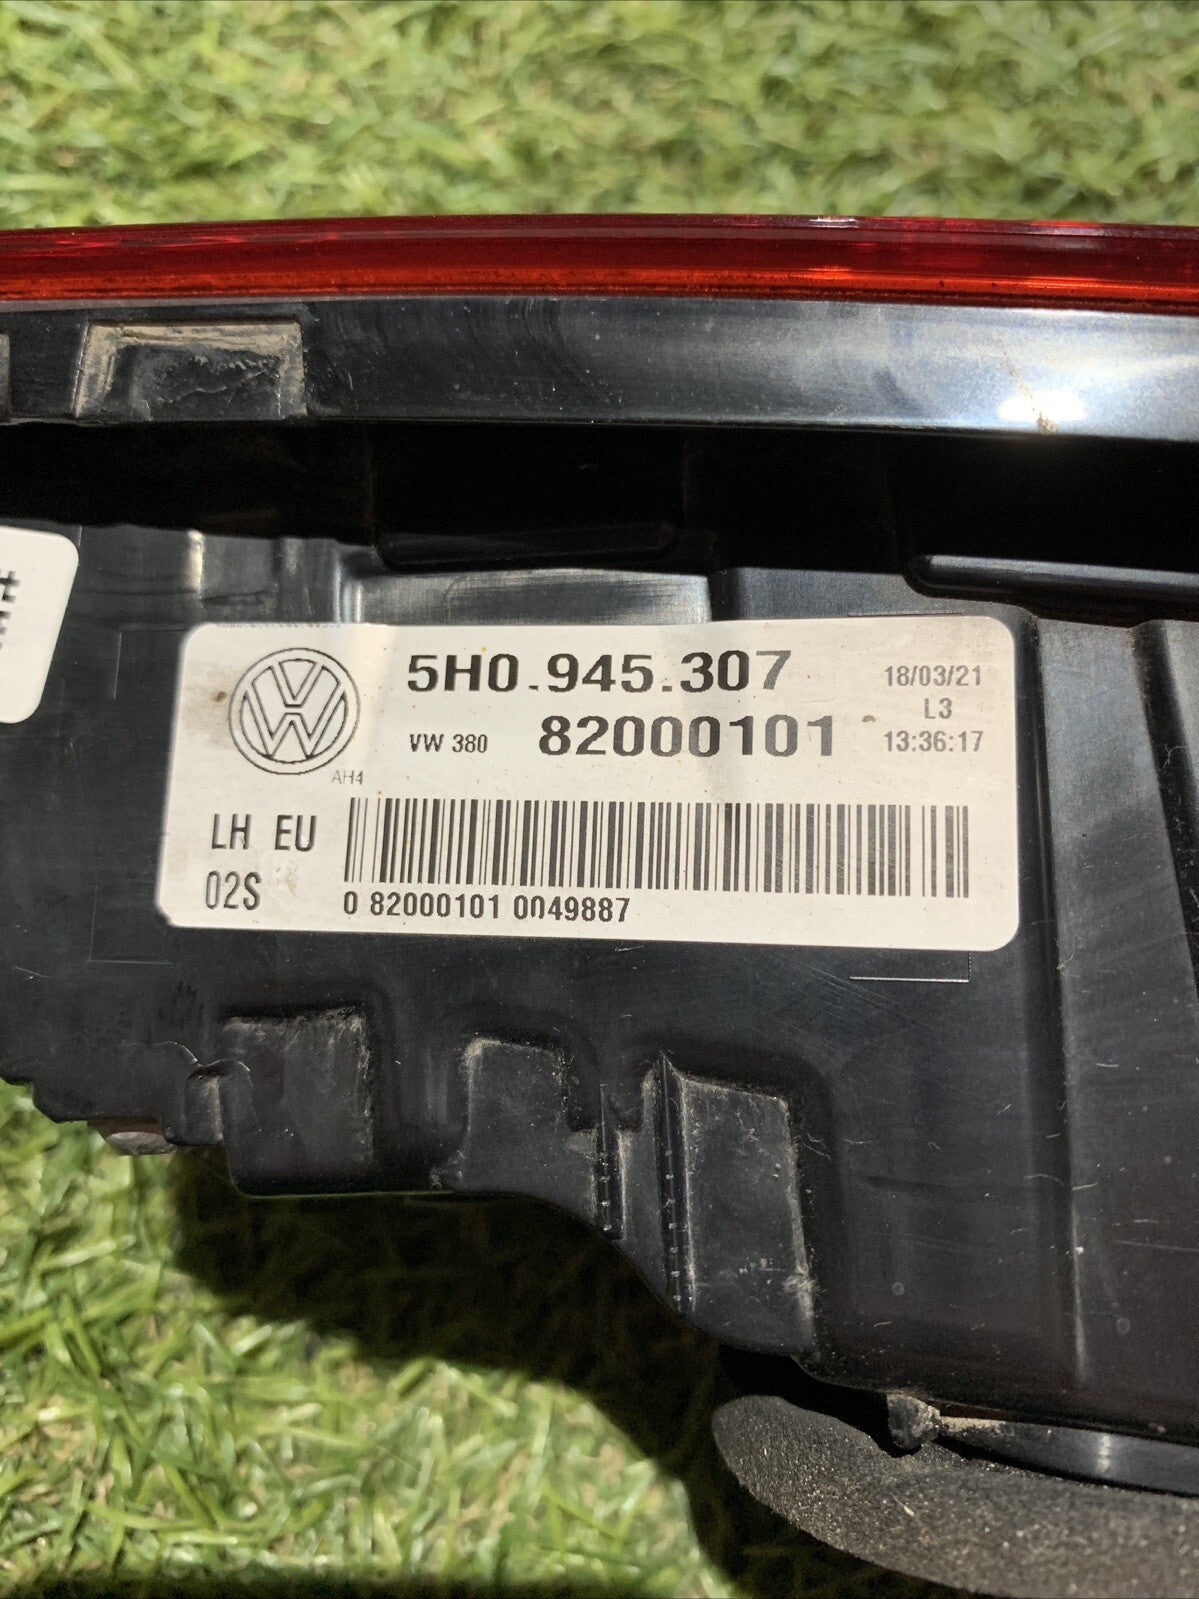 5H0.945.307 18/03/21
L3
VW 380 82000101 13:36:17
AH4
LH EU
02S
0 82000101 0049887